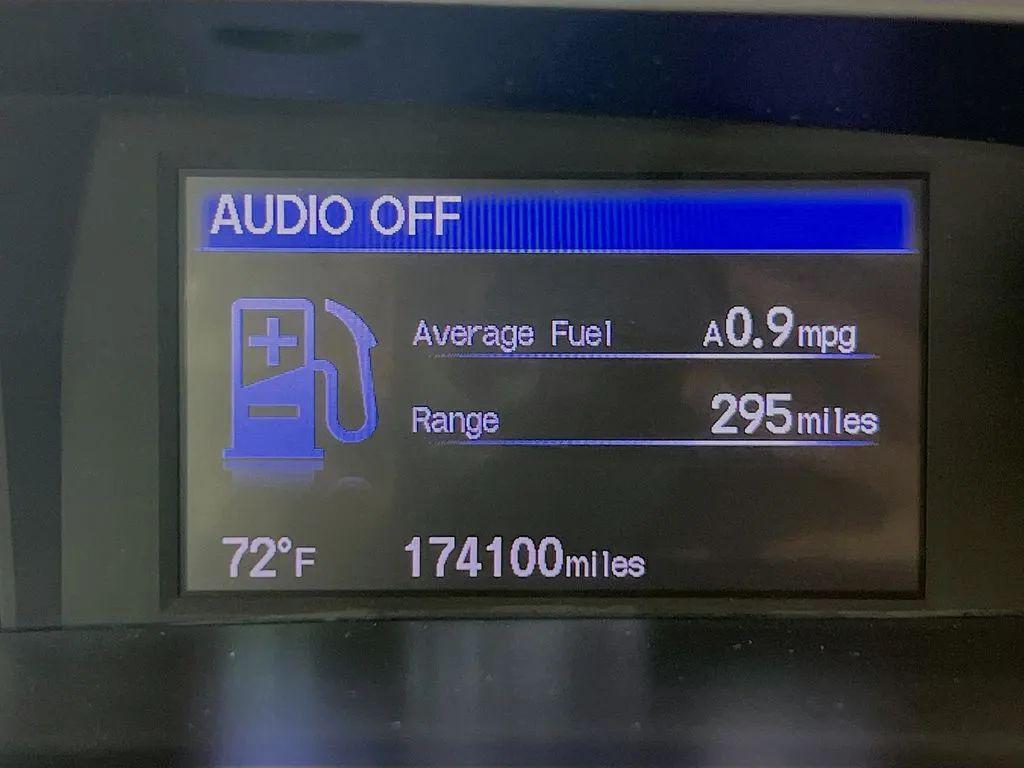 AUDIO OFF
Average Fuel A0.9mpg
Range 295miles
72°F 174100miles